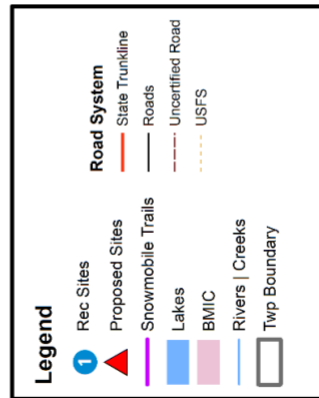 Legend
1
Rec Sites
Proposed Sites
Snowmobile Trails
Lakes
BMIC
Rivers | Creeks
Twp Boundary
Road System
State Trunkline
Roads
Uncertified Road
USFS